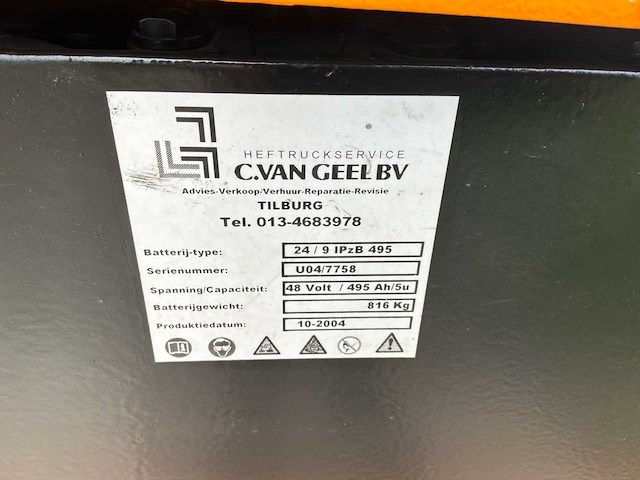 HEFTRUCKSERVICE
C.VAN GEEL BV
Advies-Verkoop/Verhuur-Reparatie-Revisie
TILBURG
Tel. 013-4683978
Batterij-type: 24 / 9 IPzB 495
Serienummer: U04/7758
Spanning/Capaciteit: 48 Volt / 495 Ah/5u
Batterijgewicht: 816 Kg
Produktiedatum: 10-2004